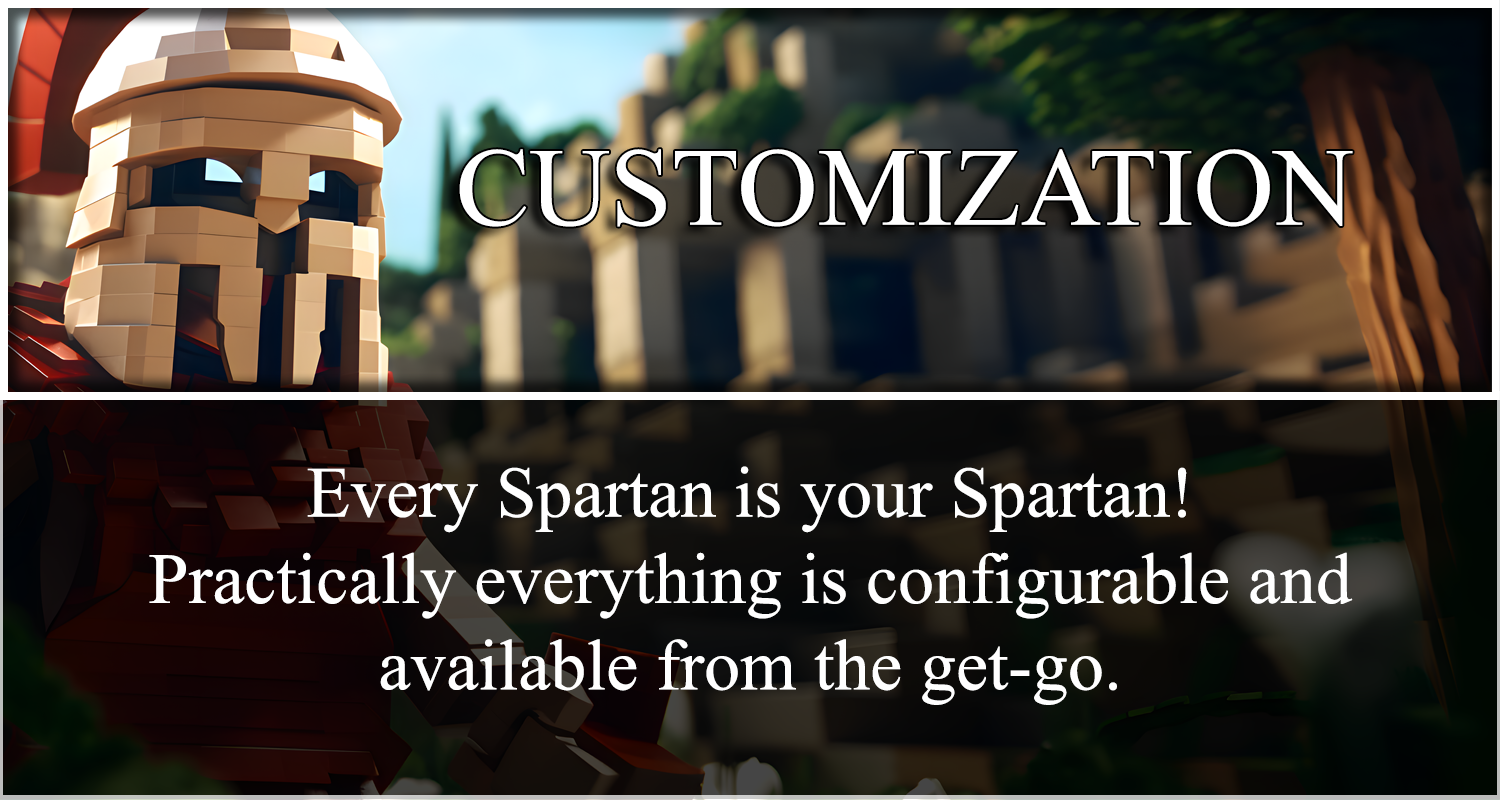 CUSTOMIZATION
Every Spartan is your Spartan!
Practically everything is configurable and
available from the get-go.